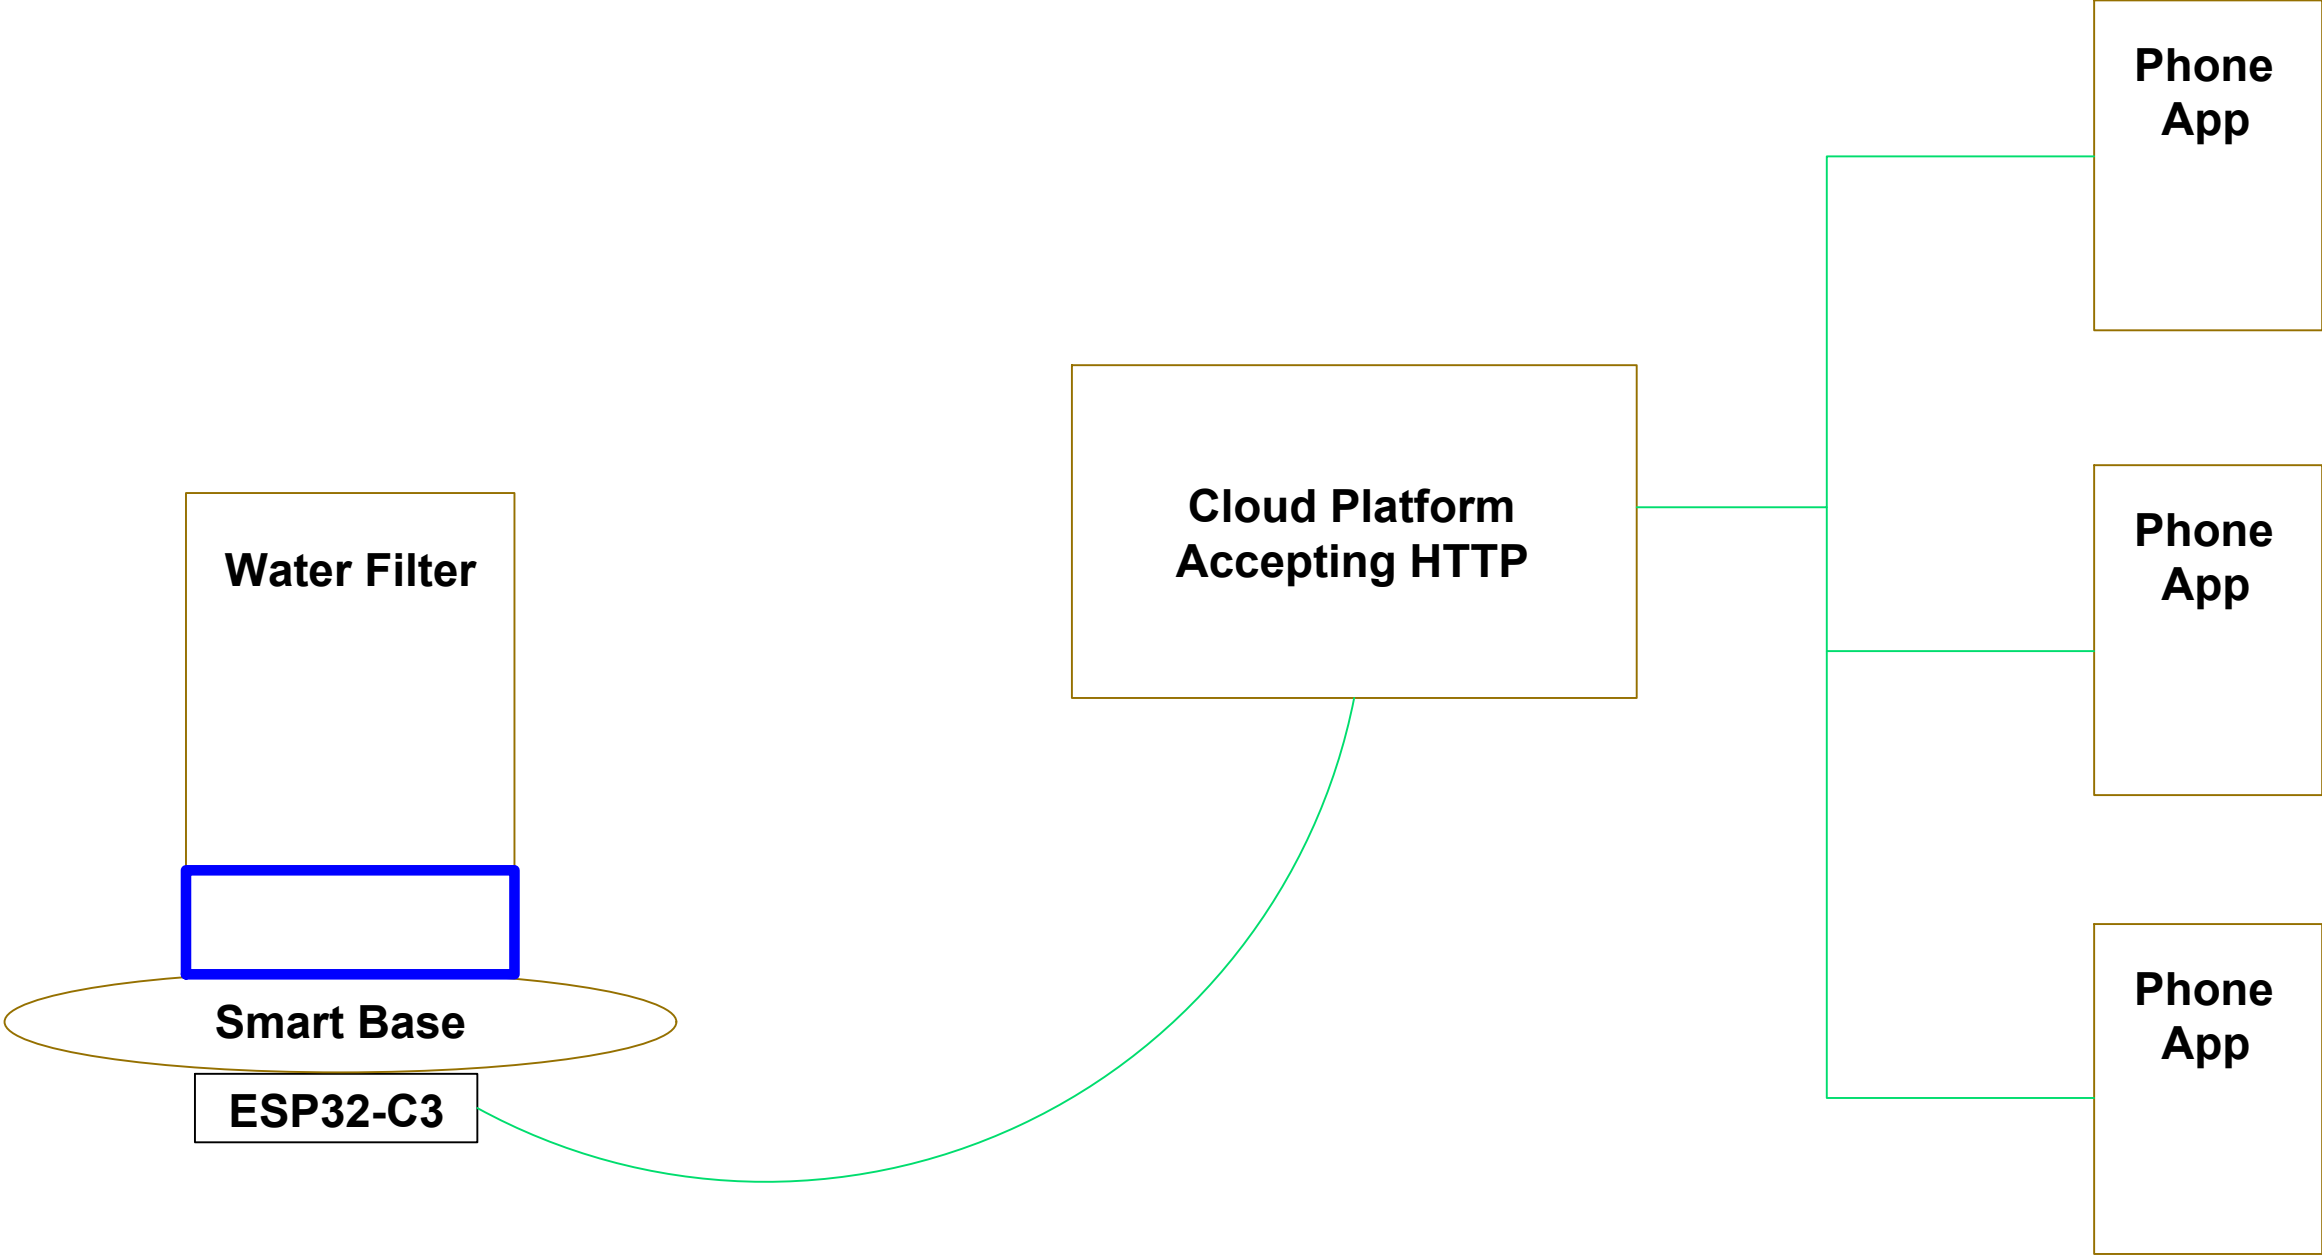 Phone
App
Cloud Platform
Accepting HTTP
Phone
App
Water Filter
Smart Base
ESP32-C3
Phone
App